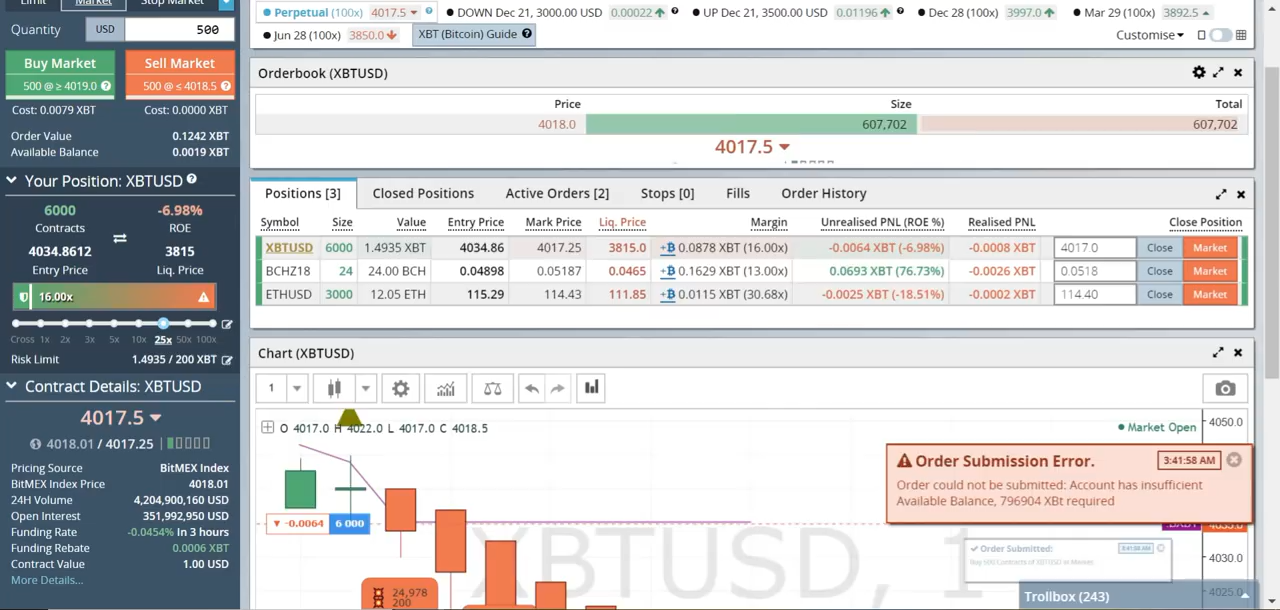 Limit Market Stop Market
Quantity USD 500
Buy Market Sell Market
500 @ ≥ 4019.0 500 @ ≤ 4018.5
Cost: 0.0079 XBT Cost: 0.0000 XBT
Order Value 0.1242 XBT
Available Balance 0.0019 XBT
Your Position: XBTUSD
6000 -6.98%
Contracts ROE
4034.8612 3815
Entry Price Liq. Price
16.00x
Cross 1x 2x 3x 5x 10x 25x 50x 100x
Risk Limit 1.4935 / 200 XBT
Contract Details: XBTUSD
4017.5
4018.01 / 4017.25
Pricing Source BitMEX Index
BitMEX Index Price 4018.01
24H Volume 4,204,900,160 USD
Open Interest 351,992,950 USD
Funding Rate -0.0454% In 3 hours
Funding Rebate 0.0006 XBT
Contract Value 1.00 USD
More Details...
Perpetual (100x) 4017.5 DOWN Dec 21, 3000.00 USD 0.00022 UP Dec 21, 3500.00 USD 0.01196 Dec 28 (100x) 3997.0 Mar 29 (100x) 3892.5
Jun 28 (100x) 3850.0 XBT (Bitcoin) Guide Customise
Orderbook (XBTUSD)
Price Size Total
4018.0 607,702 607,702
4017.5
Positions [3] Closed Positions Active Orders [2] Stops [0] Fills Order History
Symbol Size Value Entry Price Mark Price Liq. Price Margin Unrealised PNL (ROE %) Realised PNL Close Position
XBTUSD 6000 1.4935 XBT 4034.86 4017.25 3815.0 0.0878 XBT (16.00x) -0.0064 XBT (-6.98%) -0.0008 XBT 4017.0 Close Market
BCHZ18 24 24.00 BCH 0.04898 0.05187 0.0465 0.1629 XBT (13.00x) 0.0693 XBT (76.73%) -0.0026 XBT 0.0518 Close Market
ETHUSD 3000 12.05 ETH 115.29 114.43 111.85 0.0115 XBT (30.68x) -0.0025 XBT (-18.51%) -0.0002 XBT 114.40 Close Market
Chart (XBTUSD)
1
O 4017.0 H 4022.0 L 4017.0 C 4018.5
Market Open
4050.0
Order Submission Error. 3:41:58 AM
Order could not be submitted: Account has insufficient
Available Balance, 796904 XBt required
-0.0064 6 000
4035.0
XBTUSD, 1
Order Submitted: 3:41:58 AM
Buy 500 Contracts of XBTUSD at Market.
4030.0
24,978
200
4025.0
Trollbox (243)